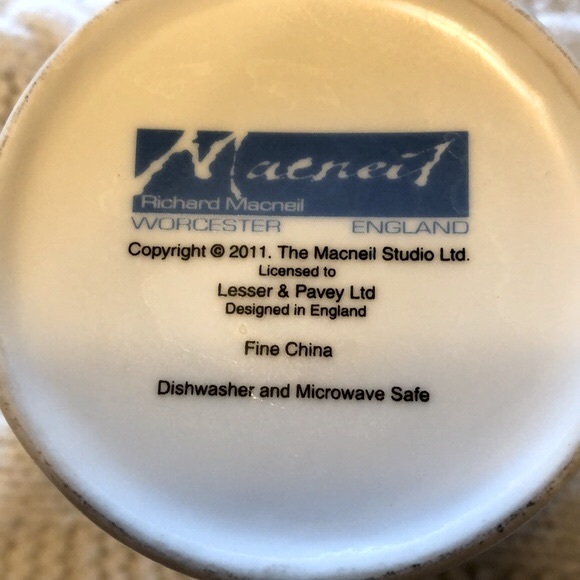 Macneil
Richard Macneil
WORCESTER ENGLAND
Copyright © 2011. The Macneil Studio Ltd.
Licensed to
Lesser & Pavey Ltd
Designed in England
Fine China
Dishwasher and Microwave Safe